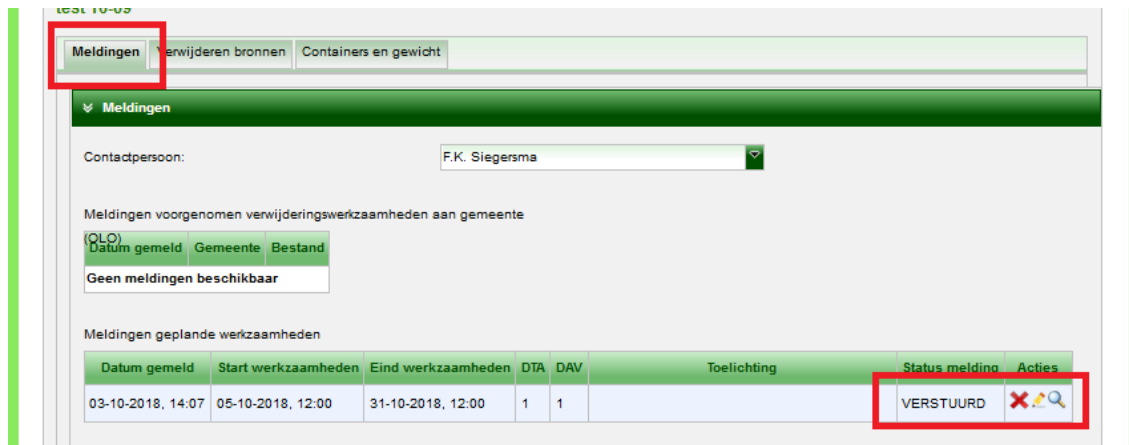 test 10-09
Meldingen Verwijderen bronnen Containers en gewicht
Meldingen
Contactpersoon: F.K. Siegersma
Meldingen voorgenomen verwijderingswerkzaamheden aan gemeente
(OLO)
Datum gemeld Gemeente Bestand
Geen meldingen beschikbaar
Meldingen geplande werkzaamheden
Datum gemeld Start werkzaamheden Eind werkzaamheden DTA DAV Toelichting Status melding Acties
03-10-2018, 14:07 05-10-2018, 12:00 31-10-2018, 12:00 1 1 VERSTUURD